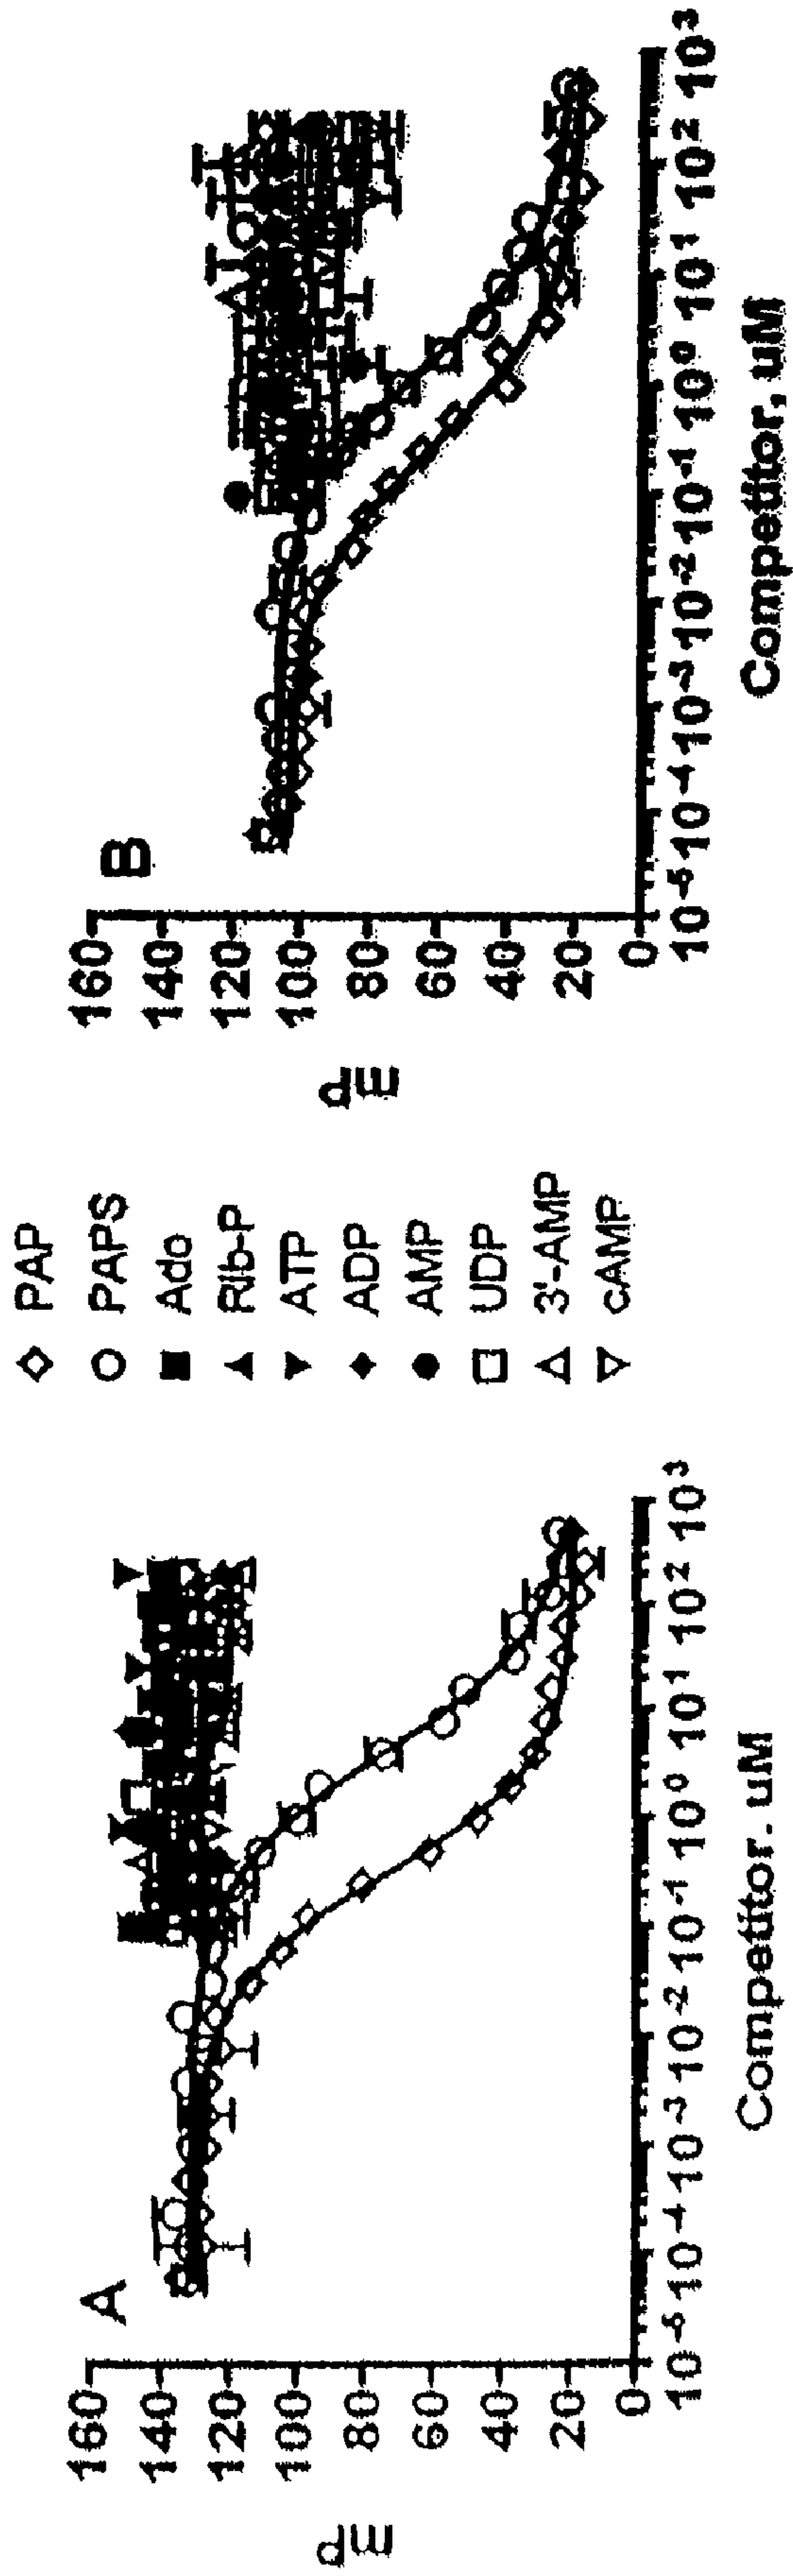 A
160
140
120
100
80
60
40
20
0
mP
10-5 10-4 10-3 10-2 10-1 100 101 102 103
Competitor. uM
PAP
PAPS
Ado
Rib-P
ATP
ADP
AMP
UDP
3'-AMP
cAMP
B
160
140
120
100
80
60
40
20
0
mP
10-5 10-4 10-3 10-2 10-1 100 101 102 103
Competitor, uM